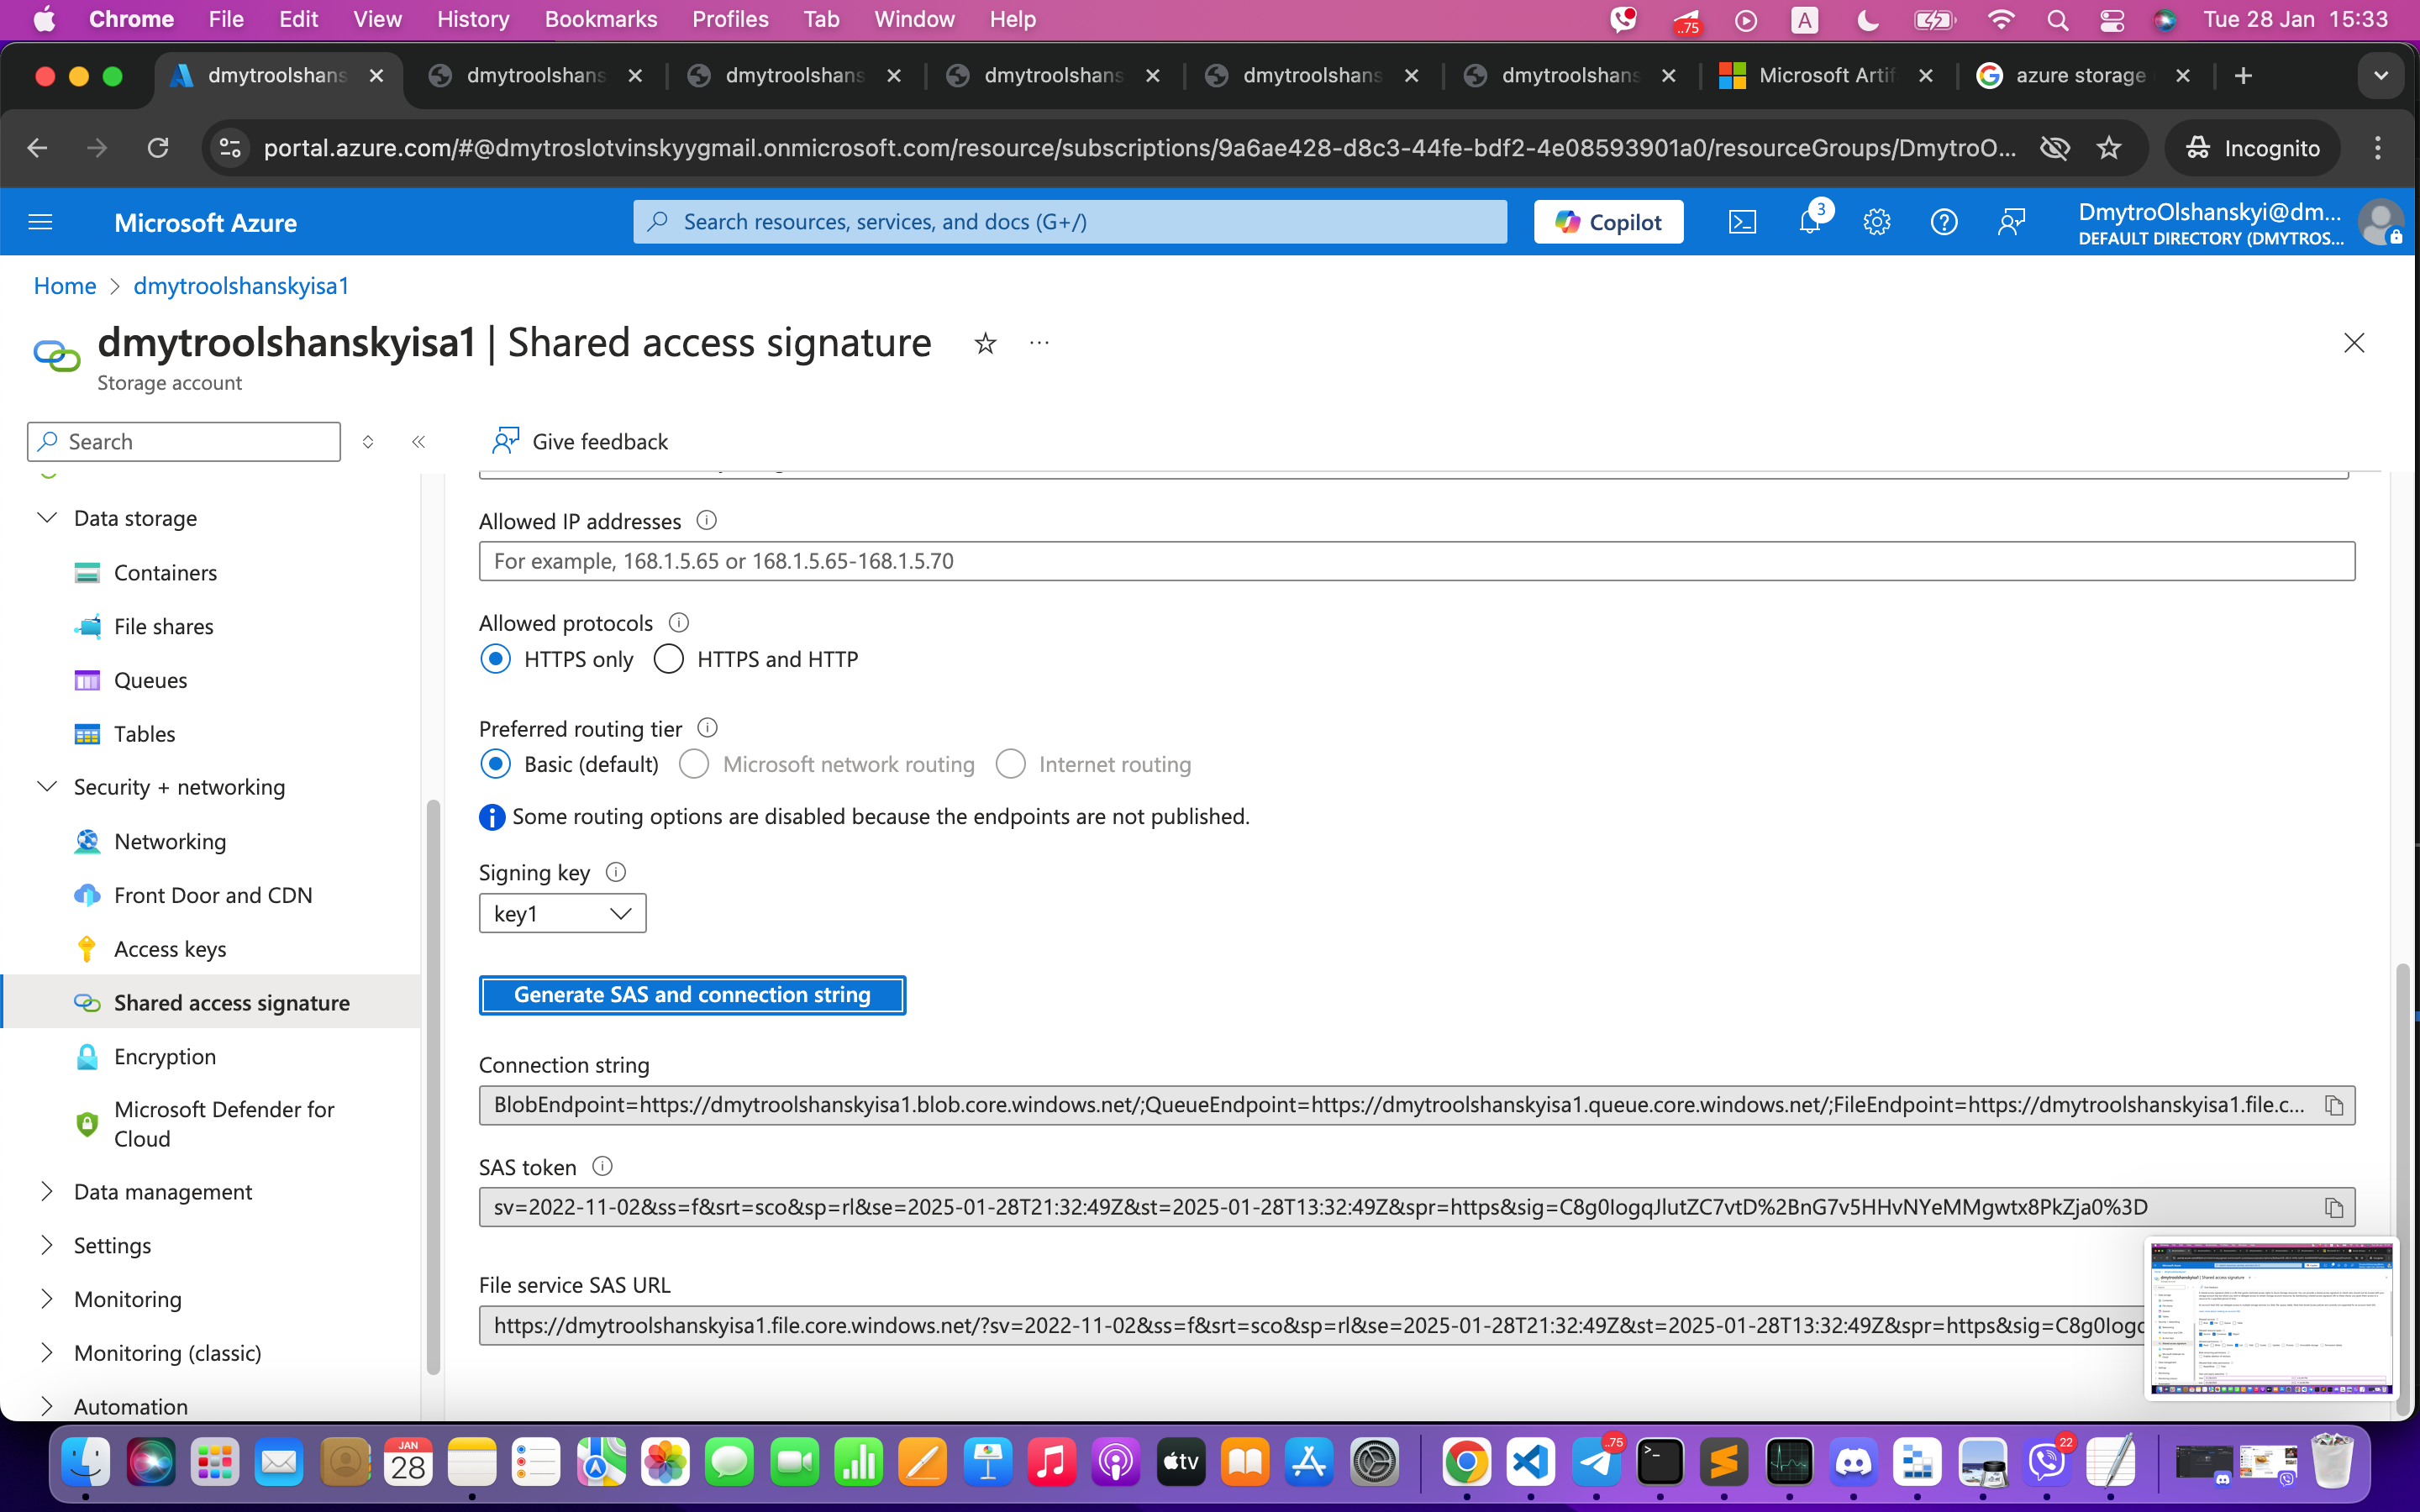 Chrome File Edit View History Bookmarks Profiles Tab Window Help .75 A Tue 28 Jan 15:33
dmytroolshans dmytroolshans dmytroolshans dmytroolshans dmytroolshans dmytroolshans Microsoft Artif azure storage
portal.azure.com/#@dmytroslotvinskyygmail.onmicrosoft.com/resource/subscriptions/9a6ae428-d8c3-44fe-bdf2-4e08593901a0/resourceGroups/DmytroO... Incognito
Microsoft Azure Search resources, services, and docs (G+/) Copilot 3 DmytroOlshanskyi@dm...
DEFAULT DIRECTORY (DMYTROS...
Home > dmytroolshanskyisa1
dmytroolshanskyisa1 | Shared access signature
Storage account
Search
Give feedback
Data storage
Containers
File shares
Queues
Tables
Security + networking
Networking
Front Door and CDN
Access keys
Shared access signature
Encryption
Microsoft Defender for
Cloud
Data management
Settings
Monitoring
Monitoring (classic)
Automation
Allowed IP addresses
For example, 168.1.5.65 or 168.1.5.65-168.1.5.70
Allowed protocols
HTTPS only HTTPS and HTTP
Preferred routing tier
Basic (default) Microsoft network routing Internet routing
Some routing options are disabled because the endpoints are not published.
Signing key
key1
Generate SAS and connection string
Connection string
BlobEndpoint=https://dmytroolshanskyisa1.blob.core.windows.net/;QueueEndpoint=https://dmytroolshanskyisa1.queue.core.windows.net/;FileEndpoint=https://dmytroolshanskyisa1.file.c...
SAS token
sv=2022-11-02&ss=f&srt=sco&sp=rl&se=2025-01-28T21:32:49Z&st=2025-01-28T13:32:49Z&spr=https&sig=C8g0IogqJlutZC7vtD%2BnG7v5HHvNYeMMgwtx8PkZja0%3D
File service SAS URL
https://dmytroolshanskyisa1.file.core.windows.net/?sv=2022-11-02&ss=f&srt=sco&sp=rl&se=2025-01-28T21:32:49Z&st=2025-01-28T13:32:49Z&spr=https&sig=C8g0Iogq
JAN
28
tv
.75
22